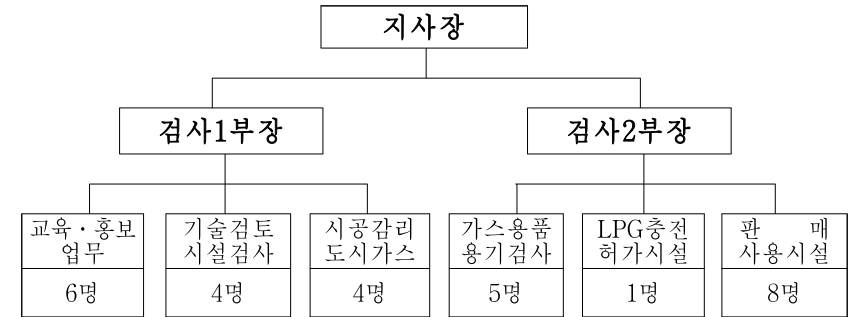 지사장
검사1부장
검사2부장
교육·홍보
업무
6명
기술검토
시설검사
4명
시공감리
도시가스
4명
가스용품
용기검사
5명
LPG충전
허가시설
1명
판 매
사용시설
8명